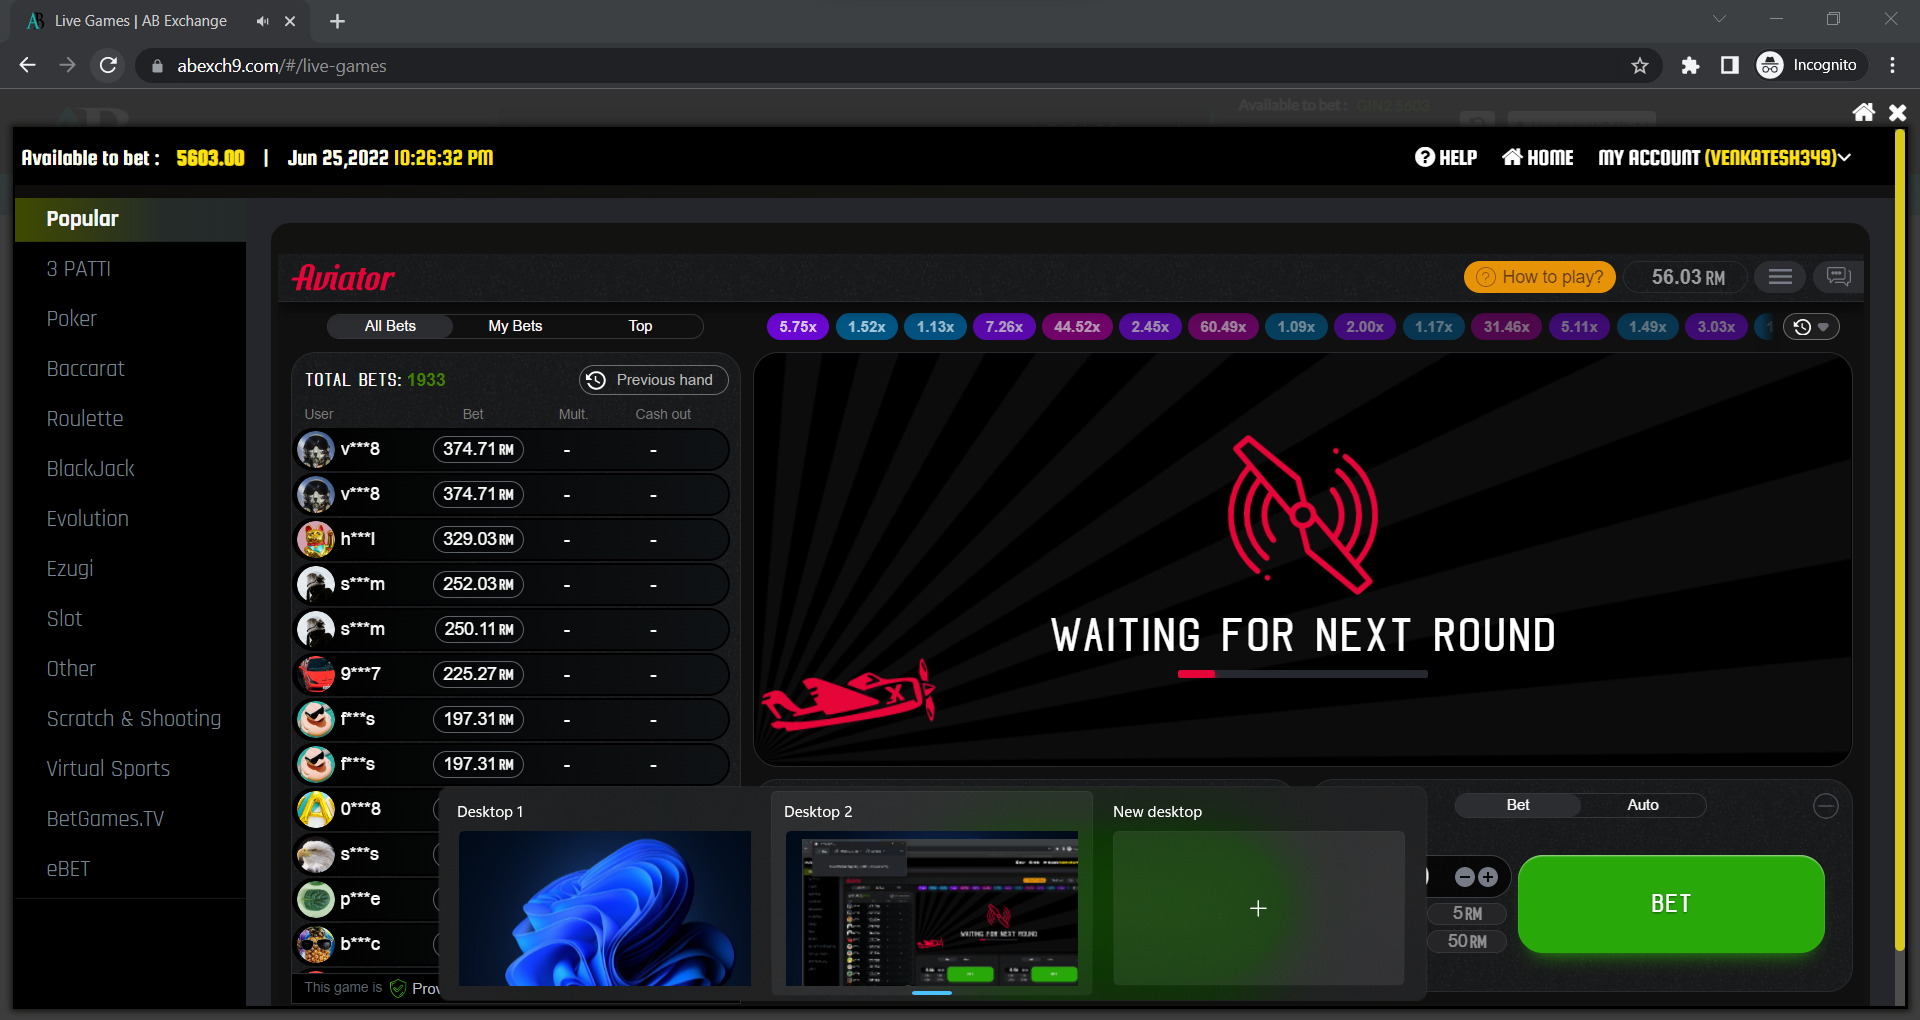 Live Games | AB Exchange
abexch9.com/#/live-games
Incognito
Available to bet :
Available to bet : 5603.00 | Jun 25,2022 10:26:32 PM
HELP HOME MY ACCOUNT (VENKATESH349)
Popular
3 PATTI
Poker
Baccarat
Roulette
BlackJack
Evolution
Ezugi
Slot
Other
Scratch & Shooting
Virtual Sports
BetGames.TV
eBET
Aviator
How to play?
56.03 RM
All Bets My Bets Top
5.75x 1.52x 1.13x 7.26x 44.52x 2.45x 60.49x 1.09x 2.00x 1.17x 31.46x 5.11x 1.49x 3.03x
TOTAL BETS: 1933
Previous hand
User Bet Mult. Cash out
v***8 374.71 RM - -
v***8 374.71 RM - -
h***l 329.03 RM - -
s***m 252.03 RM - -
s***m 250.11 RM - -
9***7 225.27 RM - -
f***s 197.31 RM - -
f***s 197.31 RM - -
0***8
s***s
p***e
b***c
This game is Prov
WAITING FOR NEXT ROUND
Desktop 1
Desktop 2
WAITING FOR NEXT ROUND
New desktop
Bet Auto
5 RM
50 RM
BET